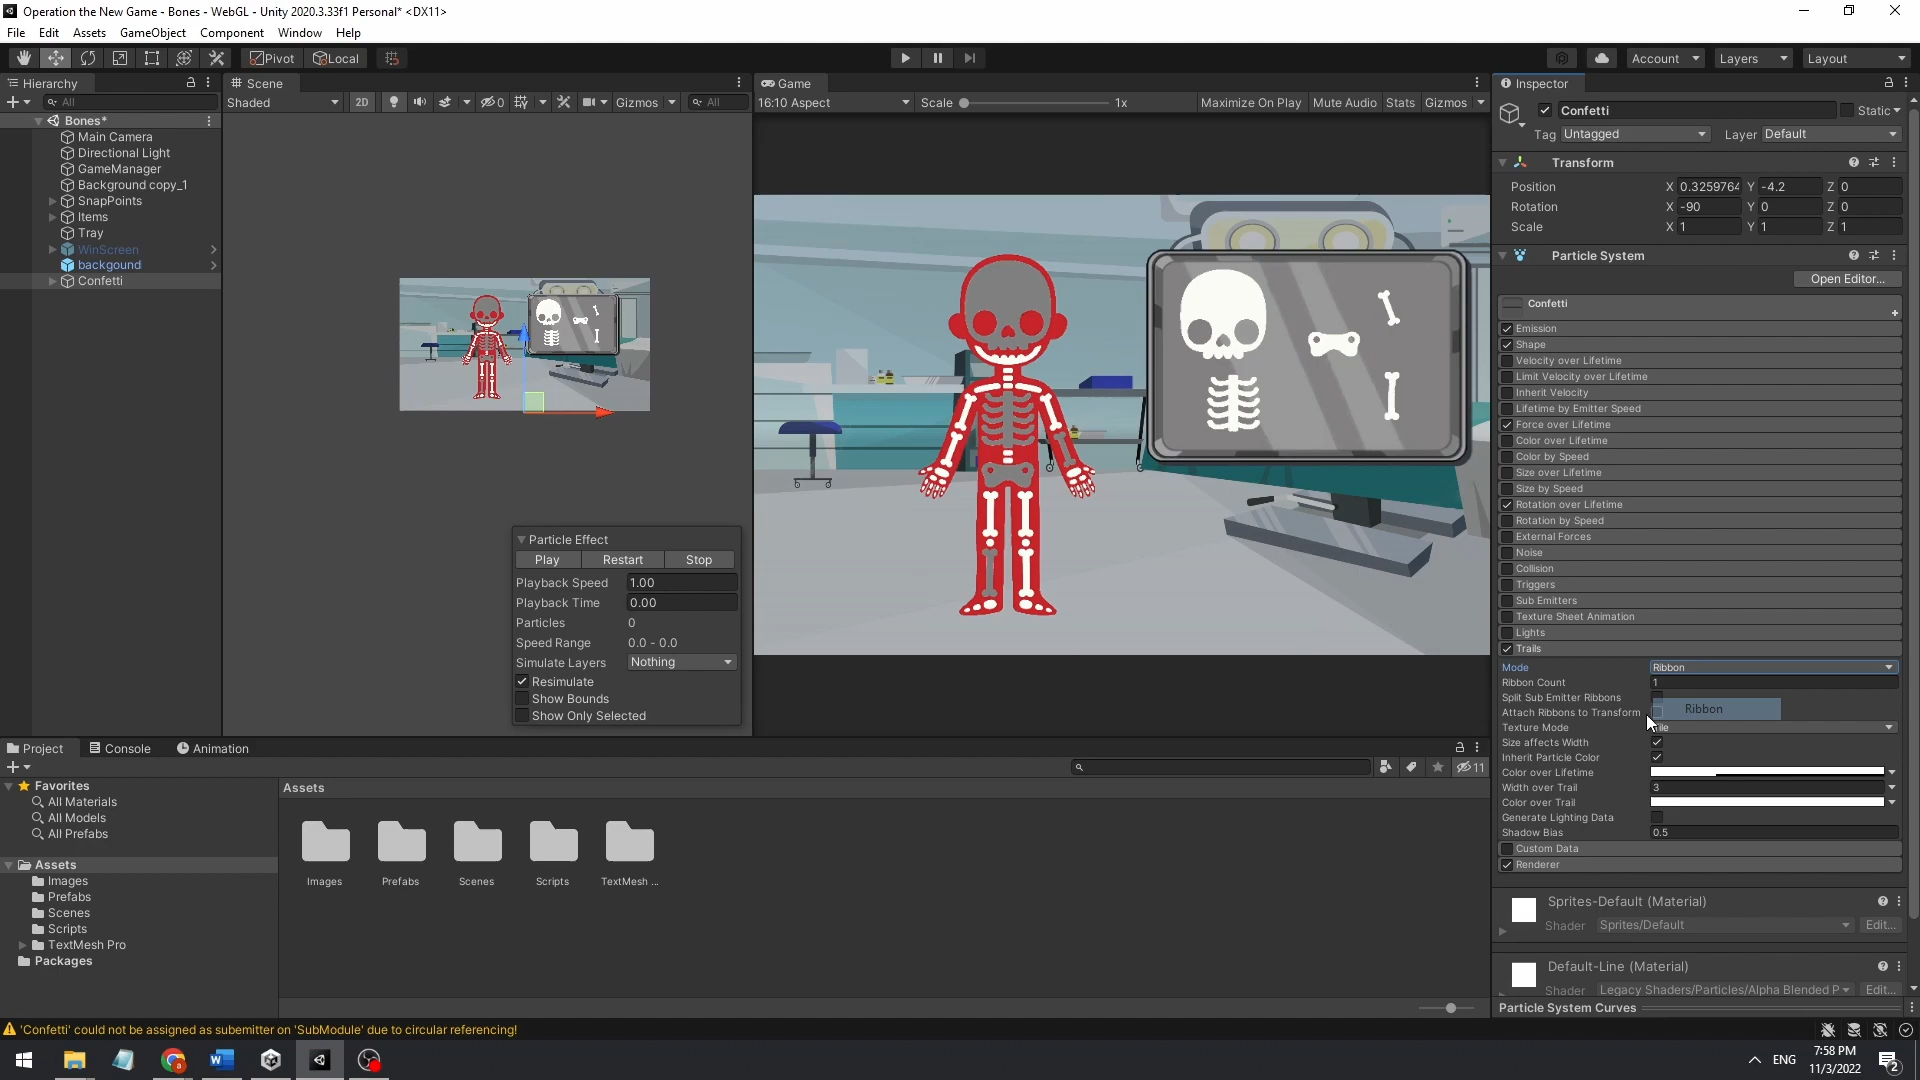 Operation the New Game - Bones - WebGL - Unity 2020.3.33f1 Personal* <DX11>
File Edit Assets GameObject Component Window Help
Pivot Local Account Layers Layout
Hierarchy
All
Bones*
Main Camera
Directional Light
GameManager
Background copy_1
SnapPoints
Items
Tray
WinScreen
backgound
Confetti
Scene
Shaded 2D Gizmos All
Particle Effect
Play Restart Stop
Playback Speed 1.00
Playback Time 0.00
Particles 0
Speed Range 0.0 - 0.0
Simulate Layers Nothing
Resimulate
Show Bounds
Show Only Selected
Game
16:10 Aspect Scale 1x Maximize On Play Mute Audio Stats Gizmos
Inspector
Confetti Static
Tag Untagged Layer Default
Transform
Position X 0.3259764 Y -4.2 Z 0
Rotation X -90 Y 0 Z 0
Scale X 1 Y 1 Z 1
Particle System
Open Editor...
Confetti
Emission
Shape
Velocity over Lifetime
Limit Velocity over Lifetime
Inherit Velocity
Lifetime by Emitter Speed
Force over Lifetime
Color over Lifetime
Color by Speed
Size over Lifetime
Size by Speed
Rotation over Lifetime
Rotation by Speed
External Forces
Noise
Collision
Triggers
Sub Emitters
Texture Sheet Animation
Lights
Trails
Mode Ribbon
Ribbon Count 1
Split Sub Emitter Ribbons
Ribbon
Attach Ribbons to Transform
Texture Mode
Size affects Width
Inherit Particle Color
Color over Lifetime
Width over Trail 3
Color over Trail
Generate Lighting Data
Shadow Bias 0.5
Custom Data
Renderer
Sprites-Default (Material)
Shader Sprites/Default Edit...
Default-Line (Material)
Shader Legacy Shaders/Particles/Alpha Blended P Edit...
Particle System Curves
Project Console Animation
11
Favorites
All Materials
All Models
All Prefabs
Assets
Images
Prefabs
Scenes
Scripts
TextMesh Pro
Packages
Assets
Images Prefabs Scenes Scripts TextMesh ...
'Confetti' could not be assigned as subemitter on 'SubModule' due to circular referencing!
ENG
7:58 PM
11/3/2022
2